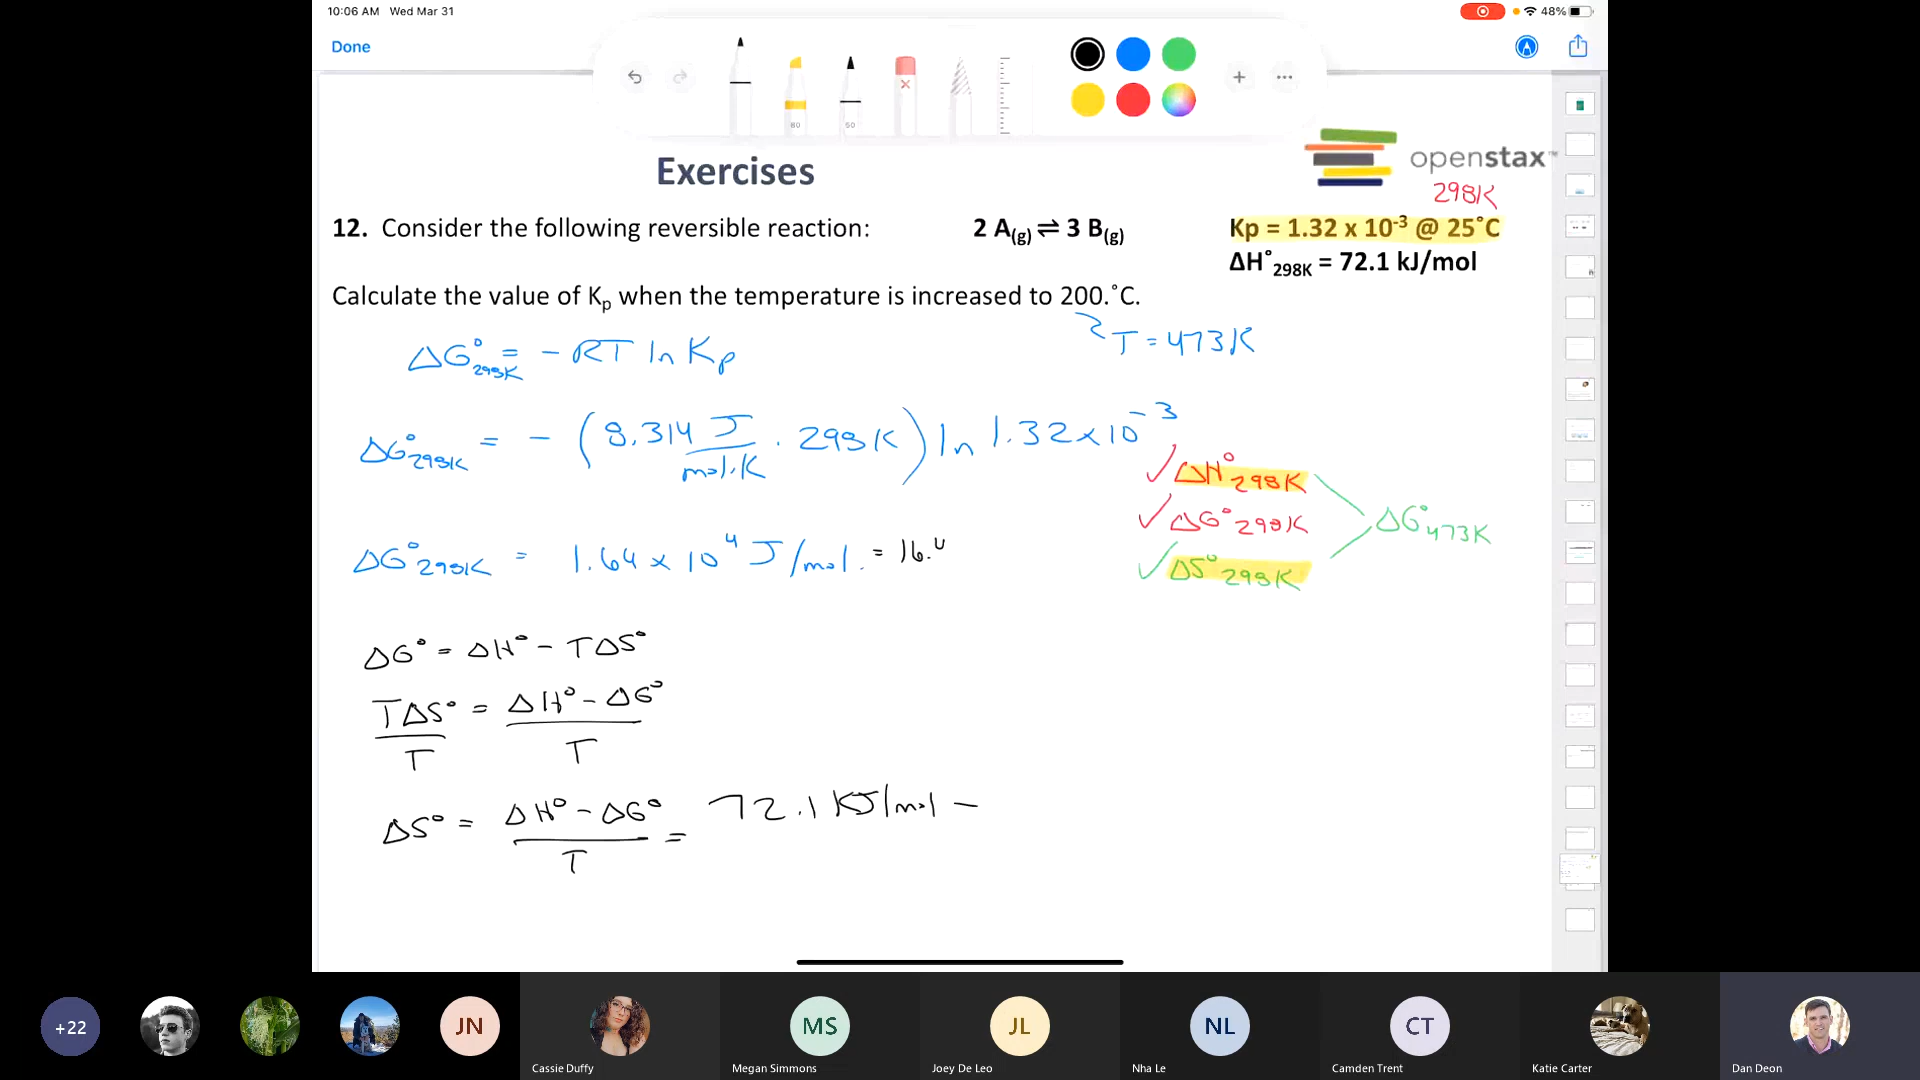 10:06 AM Wed Mar 31
48%
Done
80
50
Exercises
openstax™
298K
12. Consider the following reversible reaction: 2 A(g) ⇌ 3 B(g) Kp = 1.32 x 10⁻³ @ 25˚C
ΔH˚298K = 72.1 kJ/mol
Calculate the value of Kp when the temperature is increased to 200.˚C.
T = 473K
ΔG°298K = - RT ln Kp
ΔG°298K = - (8.314 J/mol.K · 298K) ln 1.32x10⁻³
✓ ΔH°298K
✓ ΔG°298K
ΔG°473K
✓ ΔS°298K
ΔG°298K = 1.64 x 10⁴ J/mol. = 16.4
ΔG° = ΔH° - TΔS°
TΔS°/T = ΔH° - ΔG°/T
ΔS° = ΔH° - ΔG°/T = 72.1 KJ/mol -
+22
JN
MS
JL
NL
CT
Cassie Duffy
Megan Simmons
Joey De Leo
Nha Le
Camden Trent
Katie Carter
Dan Deon